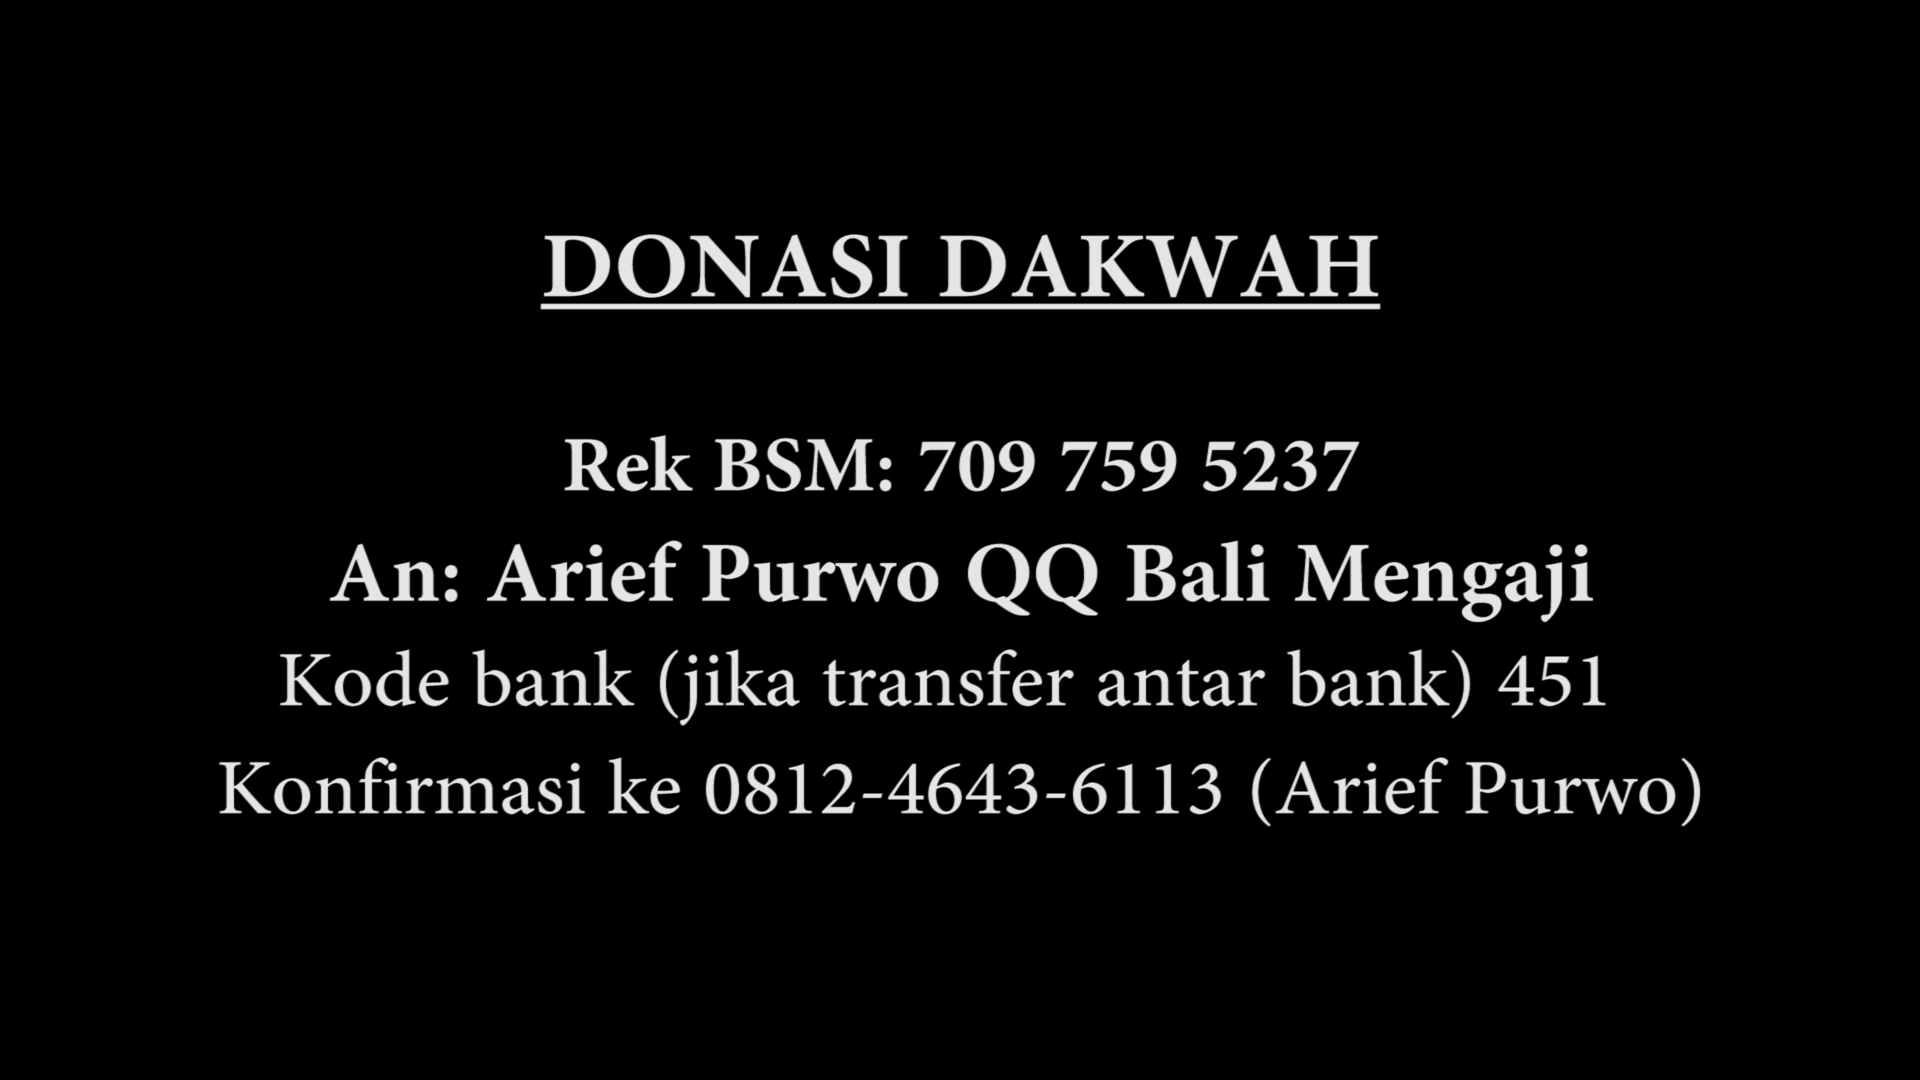 DONASI DAKWAH
Rek BSM: 709 759 5237
An: Arief Purwo QQ Bali Mengaji
Kode bank (jika transfer antar bank) 451
Konfirmasi ke 0812-4643-6113 (Arief Purwo)